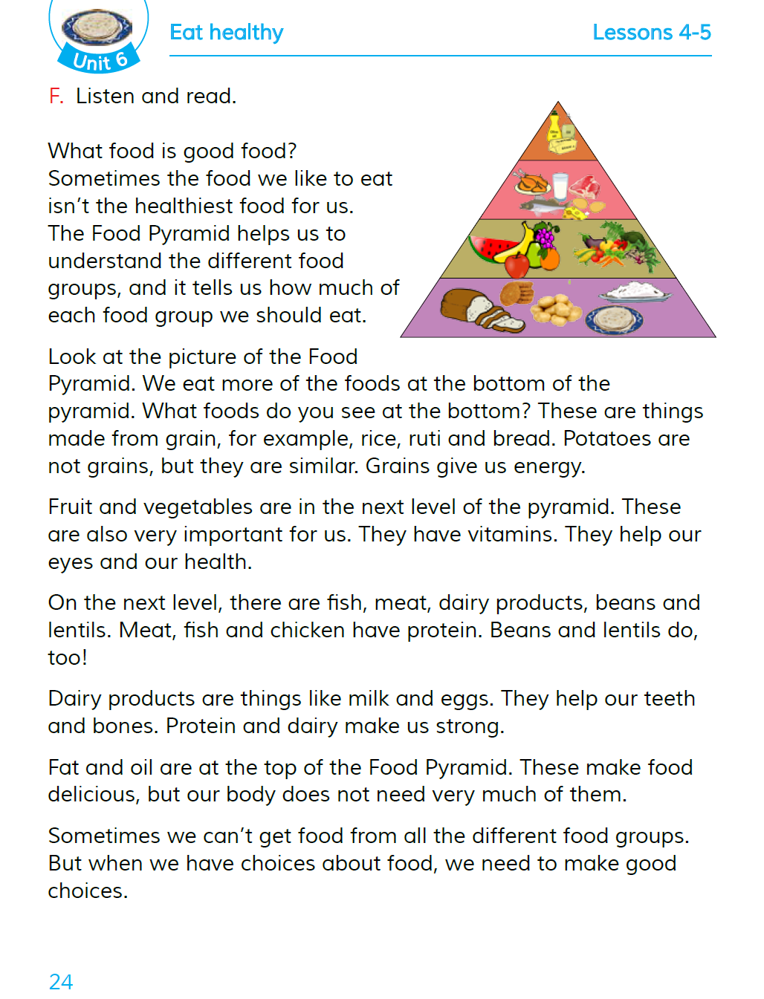 Unit 6
Eat healthy
Lessons 4-5
F. Listen and read.
What food is good food?
Sometimes the food we like to eat
isn't the healthiest food for us.
The Food Pyramid helps us to
understand the different food
groups, and it tells us how much of
each food group we should eat.
Look at the picture of the Food
Pyramid. We eat more of the foods at the bottom of the
pyramid. What foods do you see at the bottom? These are things
made from grain, for example, rice, ruti and bread. Potatoes are
not grains, but they are similar. Grains give us energy.
Fruit and vegetables are in the next level of the pyramid. These
are also very important for us. They have vitamins. They help our
eyes and our health.
On the next level, there are fish, meat, dairy products, beans and
lentils. Meat, fish and chicken have protein. Beans and lentils do,
too!
Dairy products are things like milk and eggs. They help our teeth
and bones. Protein and dairy make us strong.
Fat and oil are at the top of the Food Pyramid. These make food
delicious, but our body does not need very much of them.
Sometimes we can't get food from all the different food groups.
But when we have choices about food, we need to make good
choices.
24